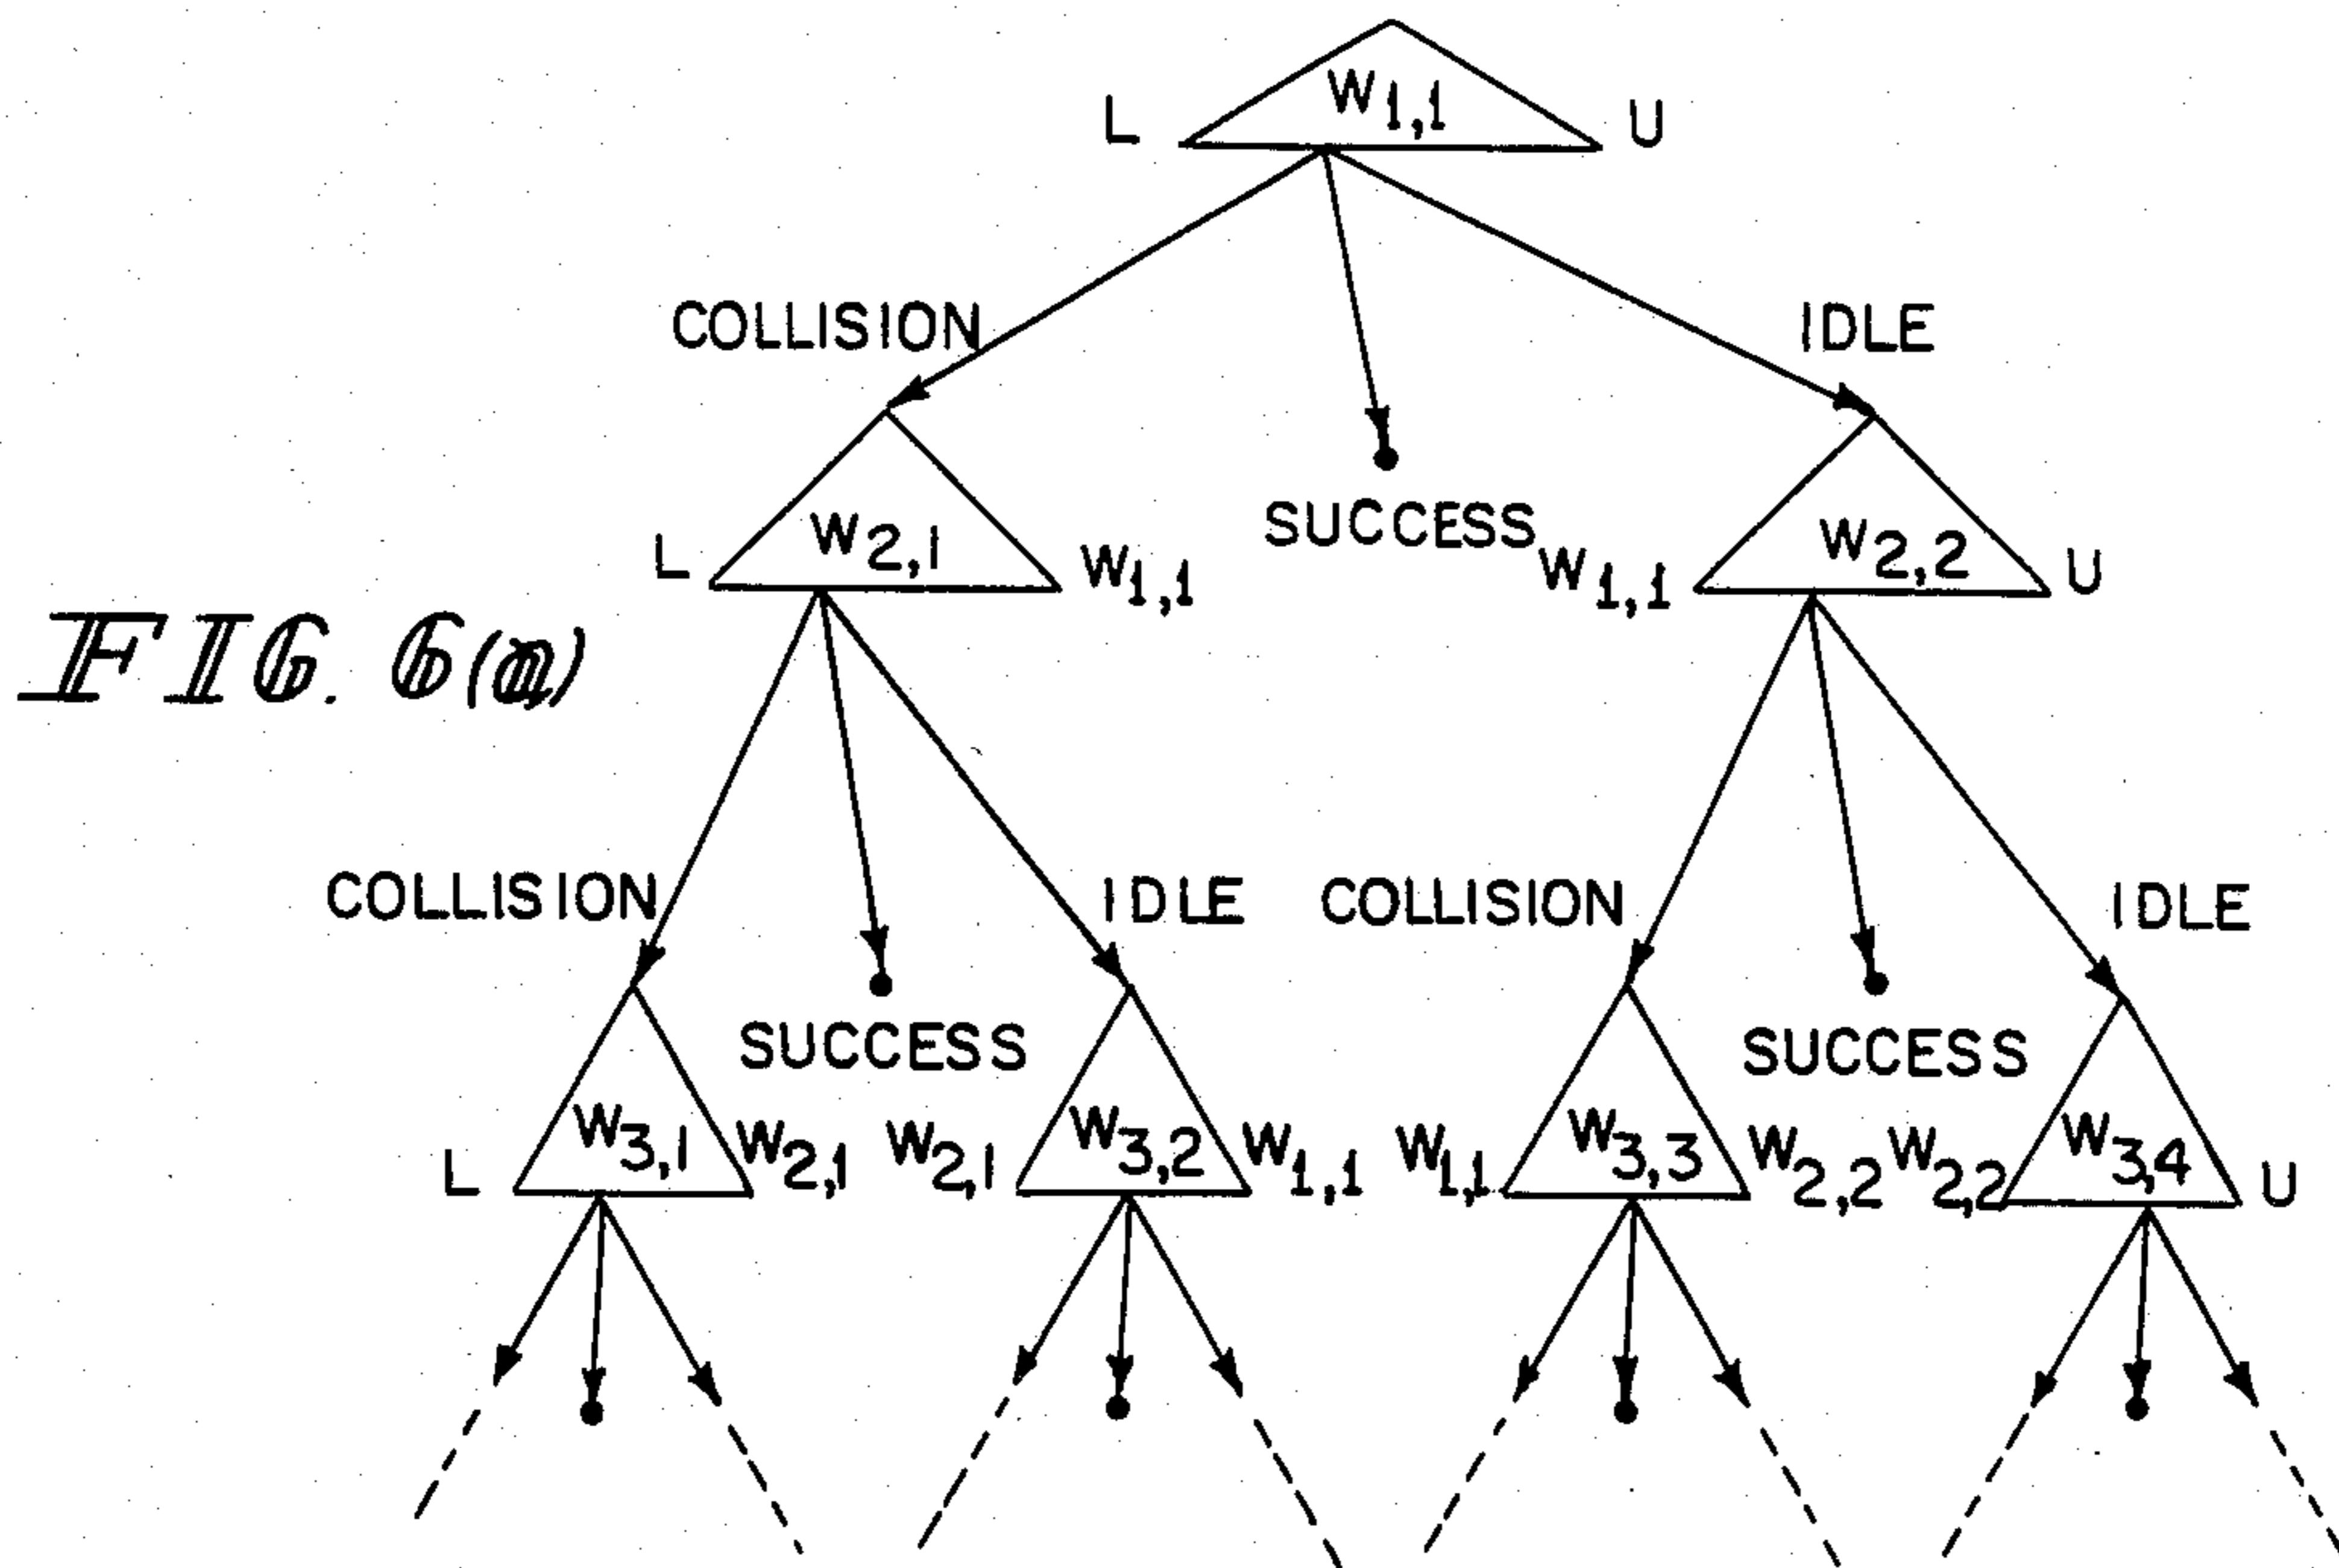 L W1,1 U
COLLISION IDLE
SUCCESS
L W2,1 W1,1 W1,1 W2,2 U
FIG. 6(a)
COLLISION IDLE COLLISION IDLE
SUCCESS SUCCESS
L W3,1 W2,1 W2,1 W3,2 W1,1 W1,1 W3,3 W2,2 W2,2 W3,4 U